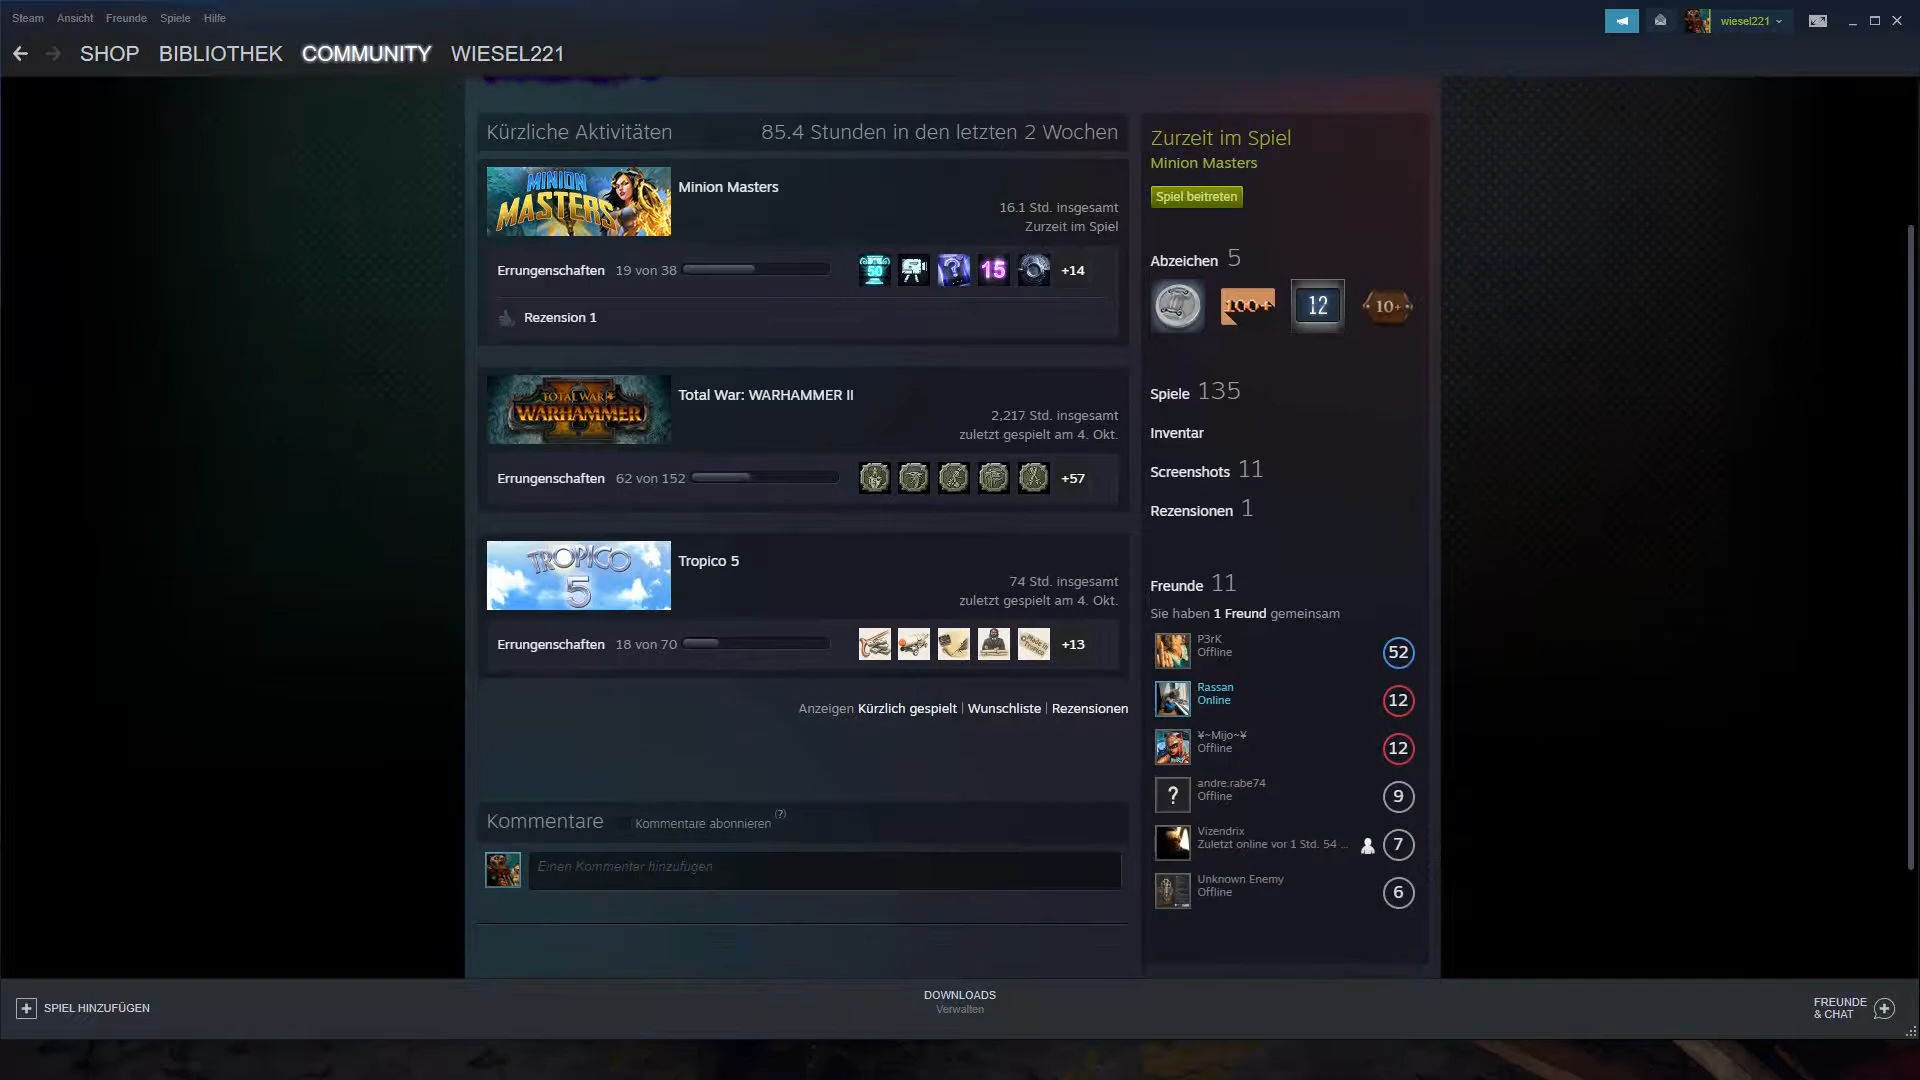 Steam Ansicht Freunde Spiele Hilfe
wiesel221
SHOP BIBLIOTHEK COMMUNITY WIESEL221
Kürzliche Aktivitäten 85.4 Stunden in den letzten 2 Wochen
MINION MASTERS
Minion Masters
16.1 Std. insgesamt
Zurzeit im Spiel
Errungenschaften 19 von 38 50 ? 15 +14
Rezension 1
TOTAL WAR WARHAMMER II
Total War: WARHAMMER II
2,217 Std. insgesamt
zuletzt gespielt am 4. Okt.
Errungenschaften 62 von 152 +57
TROPICO 5
Tropico 5
74 Std. insgesamt
zuletzt gespielt am 4. Okt.
Errungenschaften 18 von 70 +13
Anzeigen Kürzlich gespielt | Wunschliste | Rezensionen
Kommentare Kommentare abonnieren (?)
Einen Kommentar hinzufügen
Zurzeit im Spiel
Minion Masters
Spiel beitreten
Abzeichen 5
100+ 12 10+
Spiele 135
Inventar
Screenshots 11
Rezensionen 1
Freunde 11
Sie haben 1 Freund gemeinsam
P3rK
Offline
52
Rassan
Online
12
¥~Mijo~¥
Offline
12
?
andre.rabe74
Offline
9
Vizendrix
Zuletzt online vor 1 Std. 54 ...
7
Unknown Enemy
Offline
6
SPIEL HINZUFÜGEN
DOWNLOADS
Verwalten
FREUNDE
& CHAT